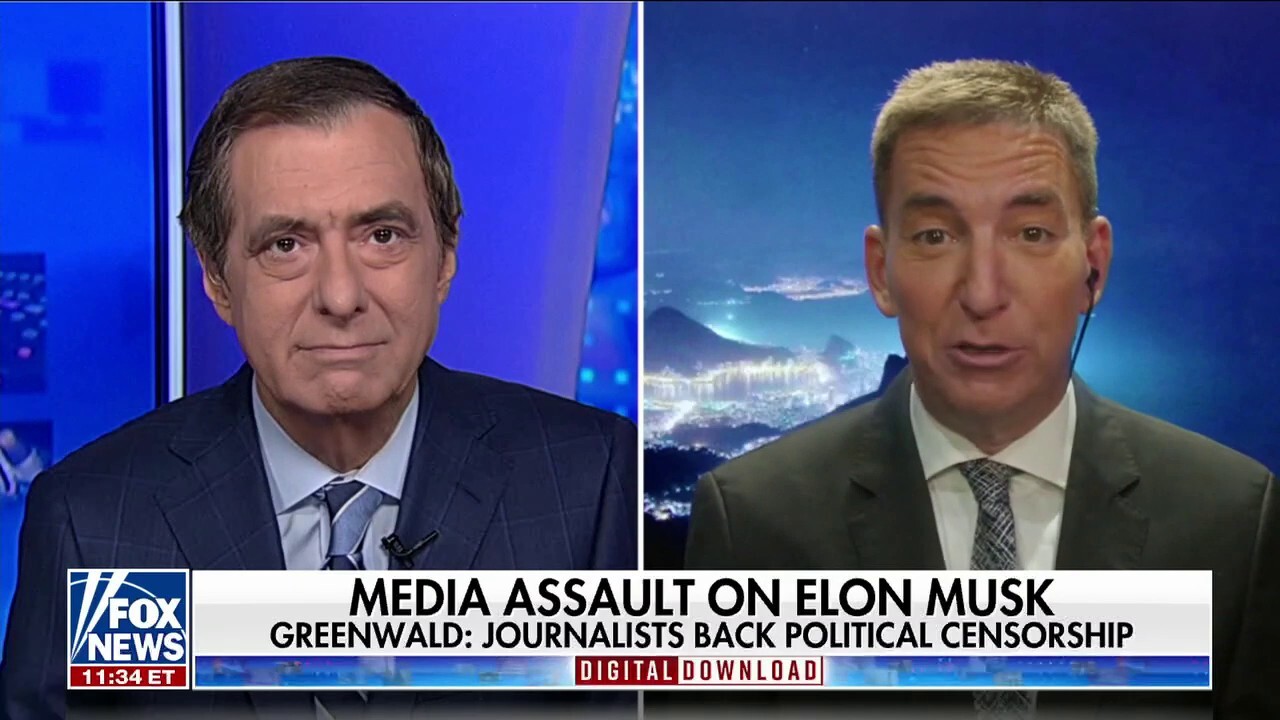 MEDIA ASSAULT ON ELON MUSK
GREENWALD: JOURNALISTS BACK POLITICAL CENSORSHIP
FOX
NEWS
11:34 ET
DIGITAL DOWNLOAD